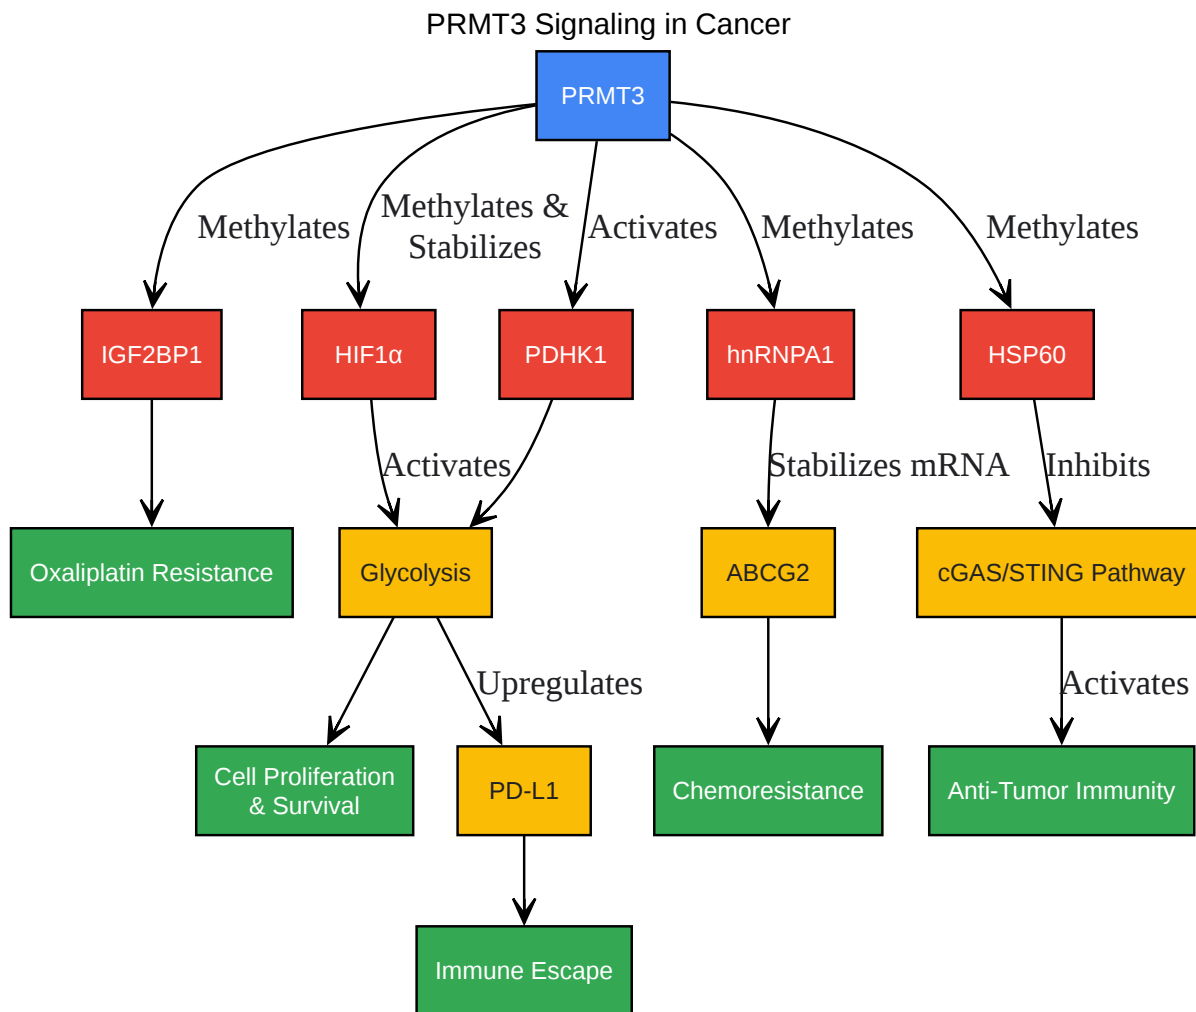 PRMT3 Signaling in Cancer
PRMT3
Methylates
Methylates &
Stabilizes
Activates
Methylates
Methylates
IGF2BP1
HIF1α
PDHK1
hnRNPA1
HSP60
Activates
Stabilizes mRNA
Inhibits
Oxaliplatin Resistance
Glycolysis
ABCG2
cGAS/STING Pathway
Upregulates
Activates
Cell Proliferation
& Survival
PD-L1
Chemoresistance
Anti-Tumor Immunity
Immune Escape